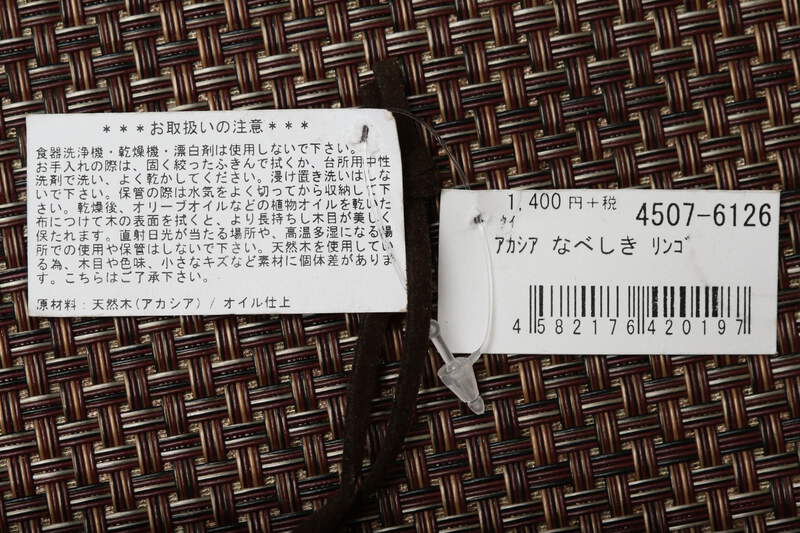 ＊＊＊お取扱いの注意＊＊＊
食器洗浄機・乾燥機・漂白剤は使用しないで下さい。
お手入れの際は、固く絞ったふきんで拭くか、台所用中性
洗剤で洗い、よく乾かしてください。浸け置き洗いはしな
いで下さい。保管の際は水気をよく切ってから収納して下
さい。乾燥後、オリーブオイルなどの植物オイルを乾いた
布につけて木の表面を拭くと、より長持ちし木目が美しく
保たれます。直射日光が当たる場所や、高温多湿になる場
所での使用や保管はしないで下さい。天然木を使用してい
る為、木目や色味、小さなキズなど素材に個体差がありま
す。こちらはご了承下さい。
原材料：天然木(アカシア) / オイル仕上
1,400円+税
4507-6126
ｱｶｼｱ なべしき ﾘﾝｺﾞ
4 582176 420197